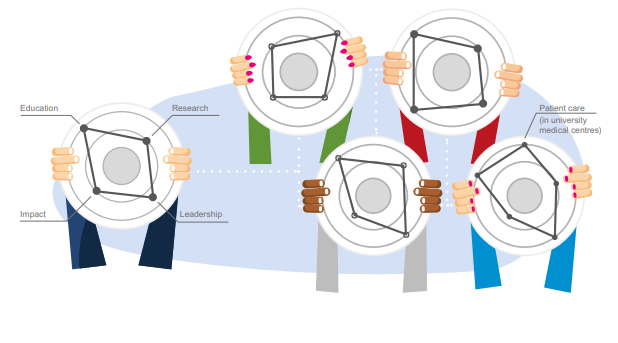 Education
Research
Patient care
(in university
medical centres)
Impact
Leadership